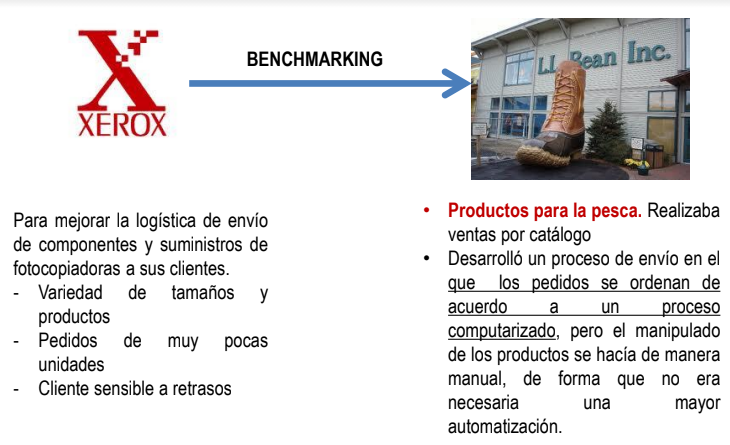 XEROX
BENCHMARKING
L.L. Bean Inc.
Para mejorar la logística de envío
de componentes y suministros de
fotocopiadoras a sus clientes.
- Variedad de tamaños y
productos
- Pedidos de muy pocas
unidades
- Cliente sensible a retrasos
• Productos para la pesca. Realizaba
ventas por catálogo
• Desarrolló un proceso de envío en el
que los pedidos se ordenan de
acuerdo a un proceso
computarizado, pero el manipulado
de los productos se hacía de manera
manual, de forma que no era
necesaria una mayor
automatización.